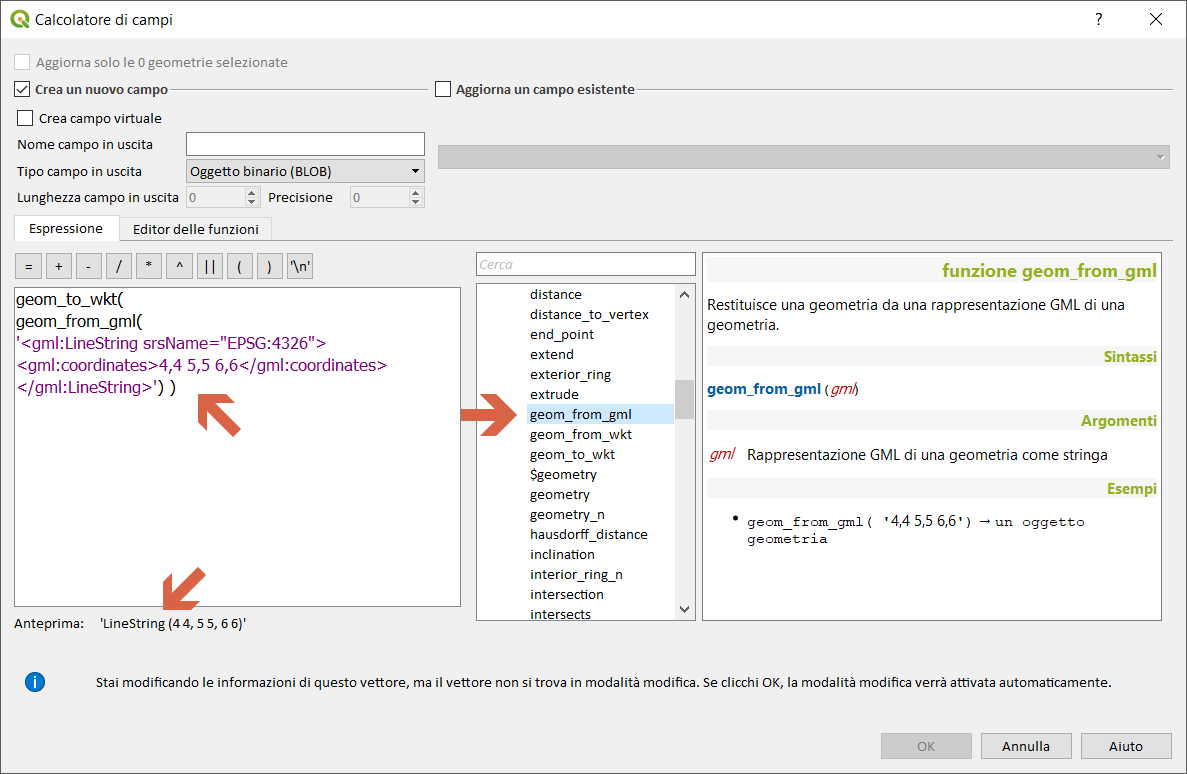 Calcolatore di campi
?
Aggiorna solo le 0 geometrie selezionate
Crea un nuovo campo
Aggiorna un campo esistente
Crea campo virtuale
Nome campo in uscita
Tipo campo in uscita
Oggetto binario (BLOB)
Lunghezza campo in uscita 0
Precisione 0
Espressione
Editor delle funzioni
= + - / * ^ || ( ) '\n'
geom_to_wkt(
geom_from_gml(
'<gml:LineString srsName="EPSG:4326">
<gml:coordinates>4,4 5,5 6,6</gml:coordinates>
</gml:LineString>') )
Anteprima: 'LineString (4 4, 5 5, 6 6)'
Cerca
distance
distance_to_vertex
end_point
extend
exterior_ring
extrude
geom_from_gml
geom_from_wkt
geom_to_wkt
$geometry
geometry
geometry_n
hausdorff_distance
inclination
interior_ring_n
intersection
intersects
funzione geom_from_gml
Restituisce una geometria da una rappresentazione GML di una
geometria.
Sintassi
geom_from_gml(gml)
Argomenti
gml Rappresentazione GML di una geometria come stringa
Esempi
• geom_from_gml( '4,4 5,5 6,6') → un oggetto
geometria
Stai modificando le informazioni di questo vettore, ma il vettore non si trova in modalità modifica. Se clicchi OK, la modalità modifica verrà attivata automaticamente.
OK
Annulla
Aiuto